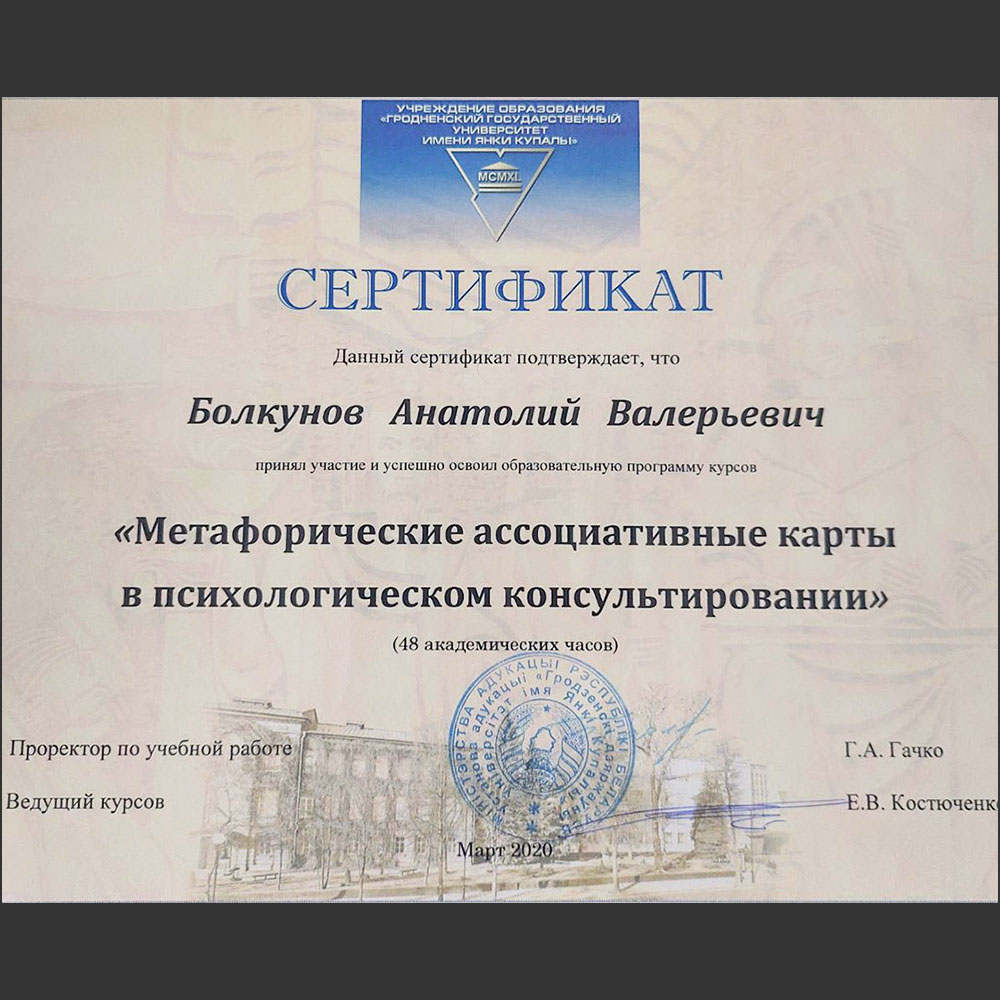 УЧРЕЖДЕНИЕ ОБРАЗОВАНИЯ
«ГРОДНЕНСКИЙ ГОСУДАРСТВЕННЫЙ
УНИВЕРСИТЕТ
ИМЕНИ ЯНКИ КУПАЛЫ»
MCMXL
СЕРТИФИКАТ
Данный сертификат подтверждает, что
Болкунов Анатолий Валерьевич
принял участие и успешно освоил образовательную программу курсов
«Метафорические ассоциативные карты
в психологическом консультировании»
(48 академических часов)
МІНІСТЭРСТВА АДУКАЦЫІ РЭСПУБЛІКІ БЕЛАРУСЬ
Установа адукацыі «Гродзенскі дзяржаўны
ўніверсітэт імя Янкі Купалы»
Проректор по учебной работе
Г.А. Гачко
Ведущий курсов
Е.В. Костюченко
Март 2020